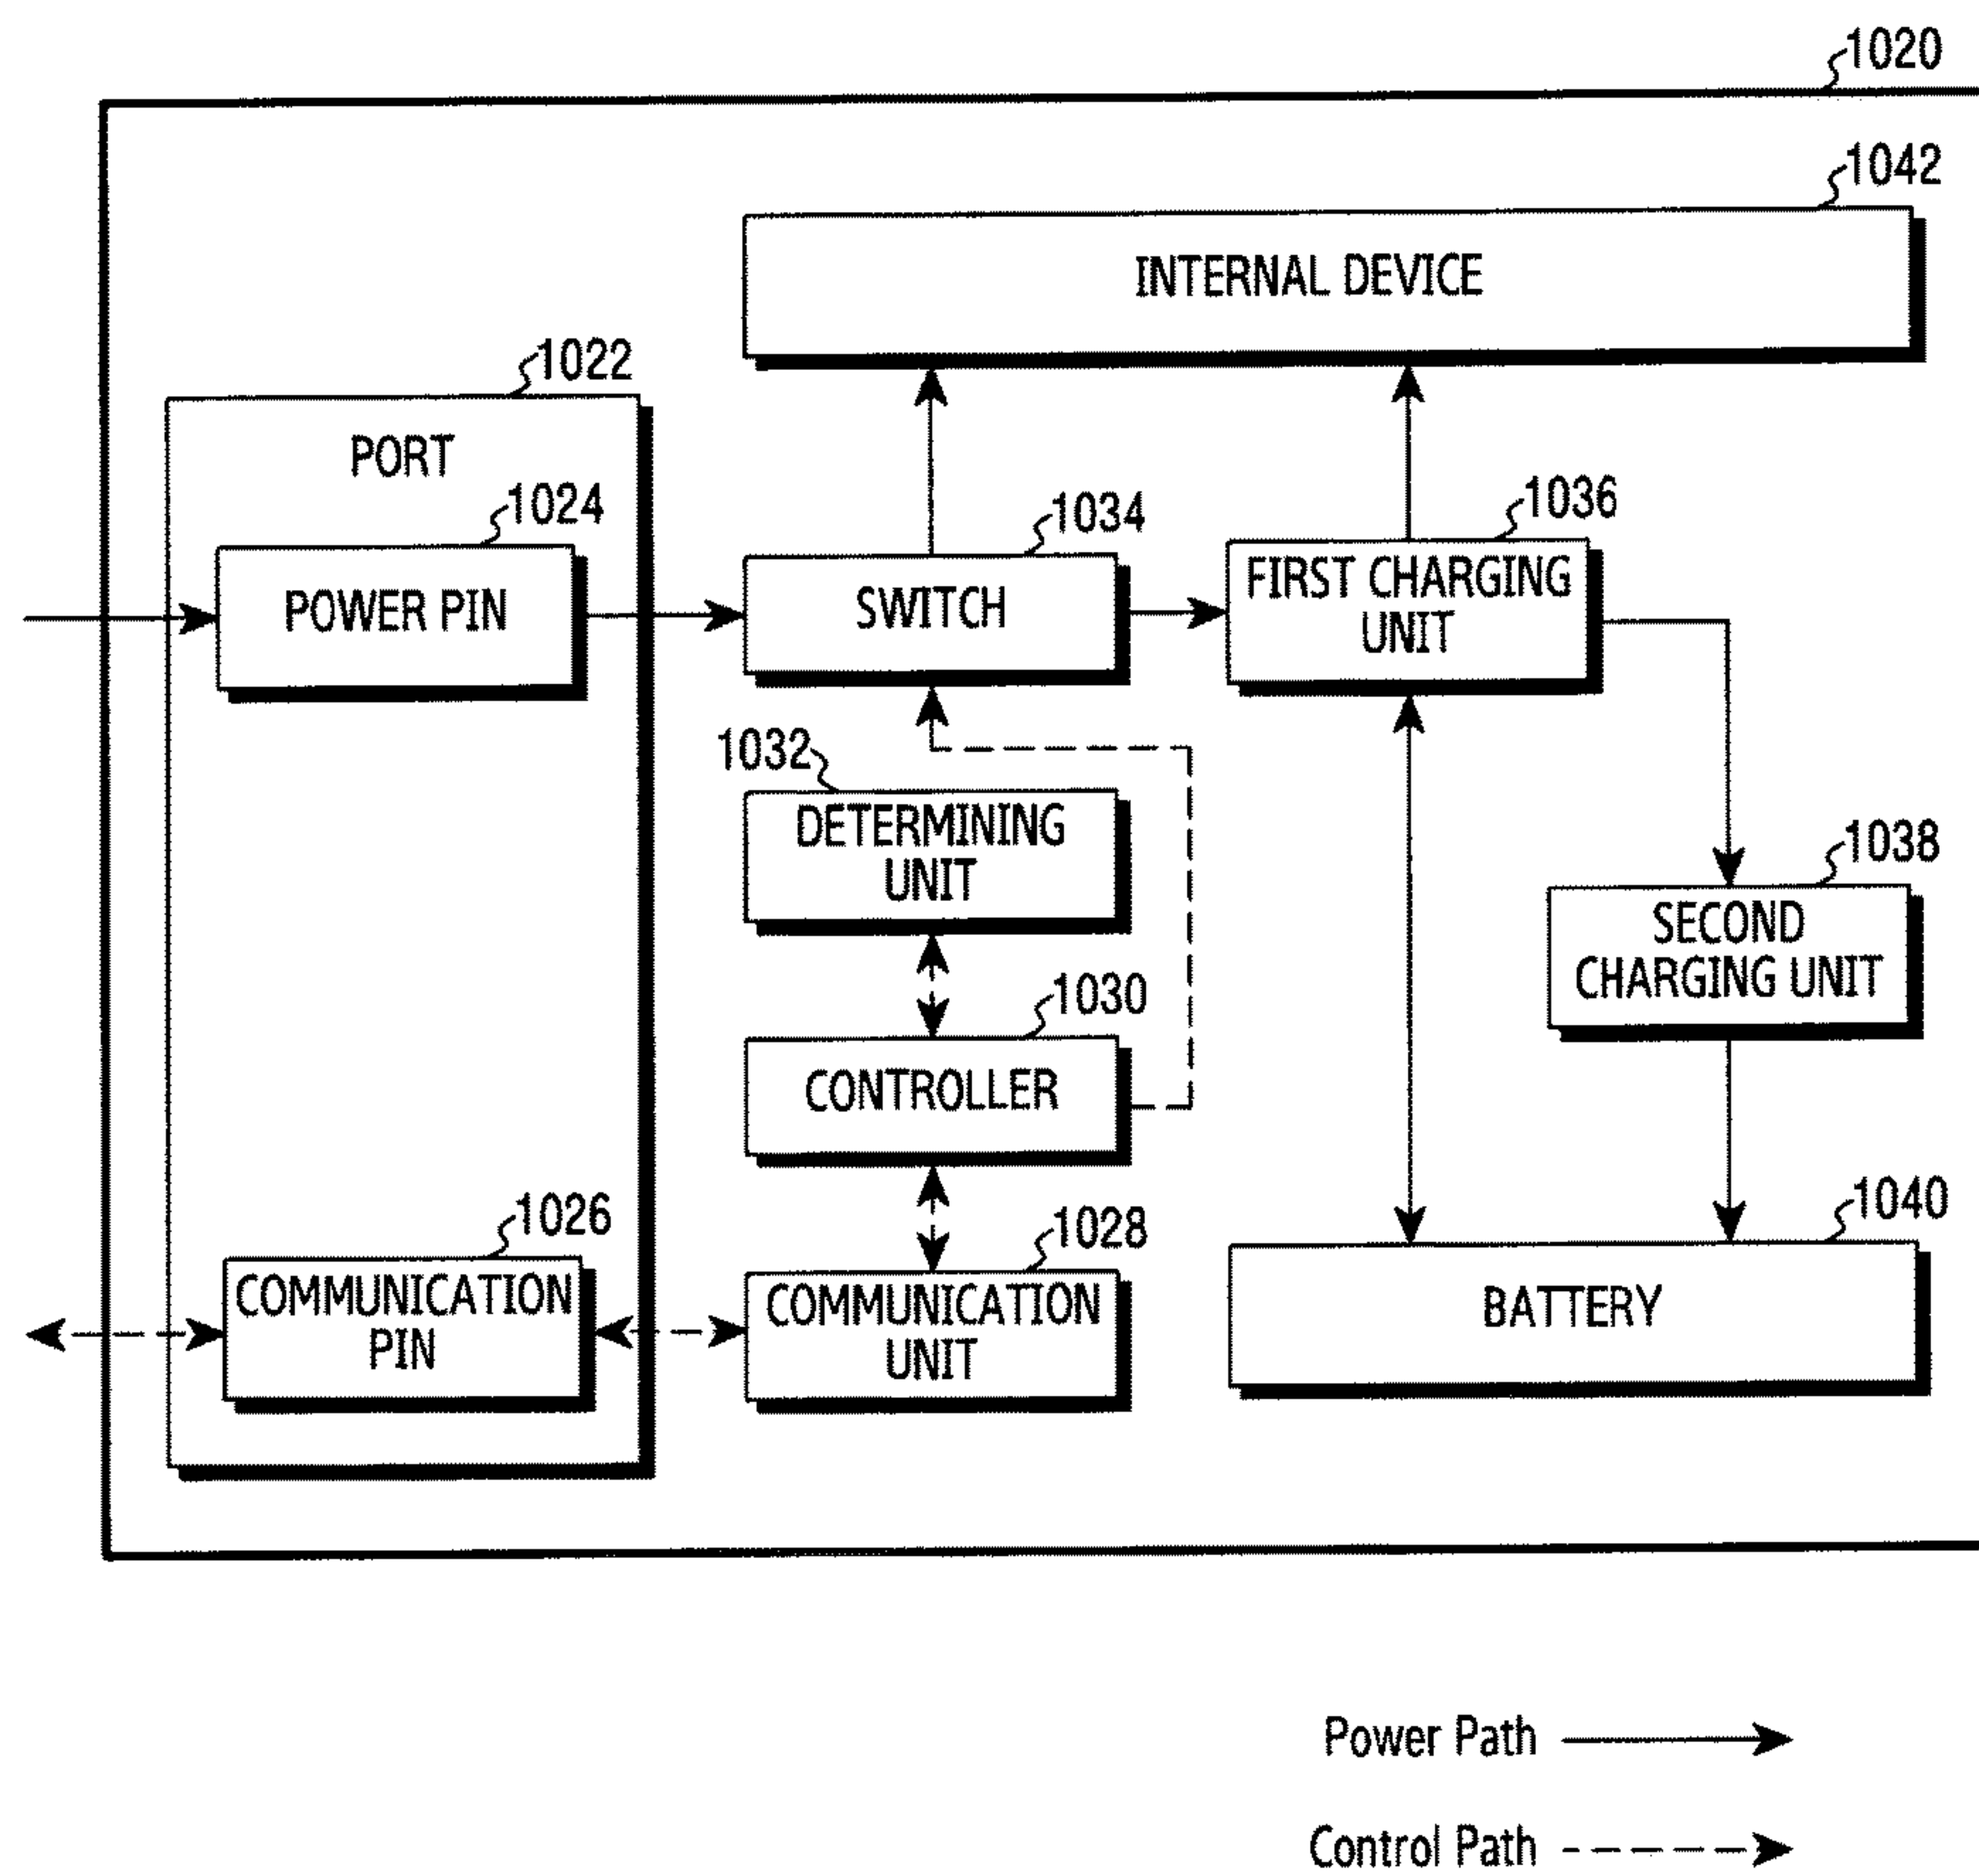 1020
1042
INTERNAL DEVICE
1022
PORT
1024
POWER PIN
1034
SWITCH
1036
FIRST CHARGING
UNIT
1032
DETERMINING
UNIT
1038
SECOND
CHARGING UNIT
1030
CONTROLLER
1026
COMMUNICATION
PIN
1028
COMMUNICATION
UNIT
1040
BATTERY
Power Path
Control Path